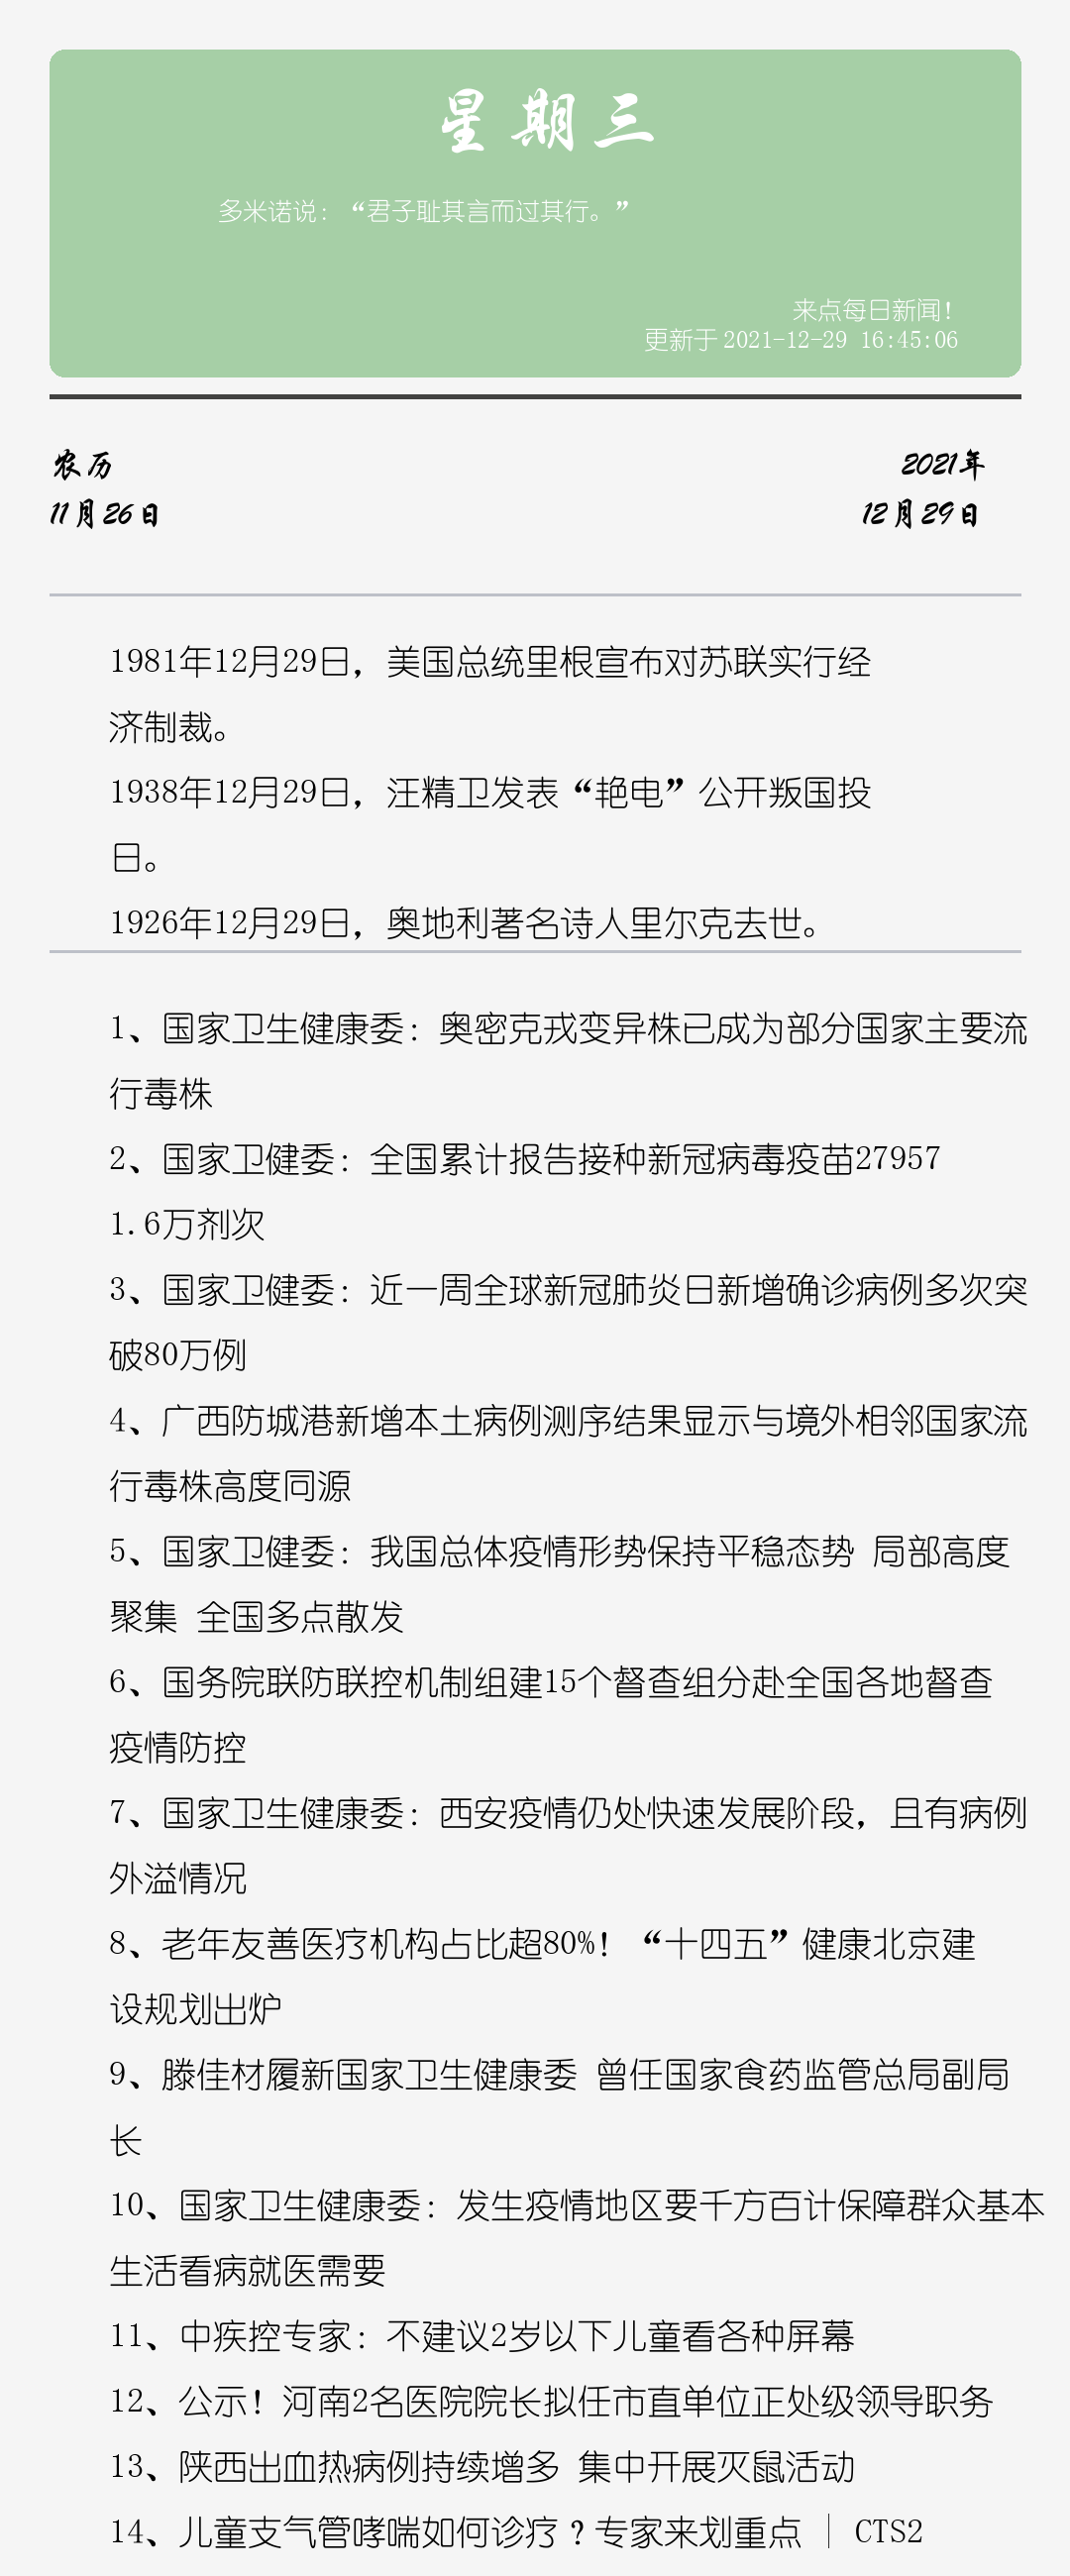 星期三
多米诺说：“君子耻其言而过其行。”
来点每日新闻！
更新于2021-12-29 16:45:06
农历
2021年
11月26日
12月29日
1981年12月29日，美国总统里根宣布对苏联实行经
济制裁。
1938年12月29日，汪精卫发表“艳电”公开叛国投
日。
1926年12月29日，奥地利著名诗人里尔克去世。
1、国家卫生健康委：奥密克戎变异株已成为部分国家主要流
行毒株
2、国家卫健委：全国累计报告接种新冠病毒疫苗27957
1.6万剂次
3、国家卫健委：近一周全球新冠肺炎日新增确诊病例多次突
破80万例
4、广西防城港新增本土病例测序结果显示与境外相邻国家流
行毒株高度同源
5、国家卫健委：我国总体疫情形势保持平稳态势 局部高度
聚集 全国多点散发
6、国务院联防联控机制组建15个督查组分赴全国各地督查
疫情防控
7、国家卫生健康委：西安疫情仍处快速发展阶段，且有病例
外溢情况
8、老年友善医疗机构占比超80%！“十四五”健康北京建
设规划出炉
9、滕佳材履新国家卫生健康委 曾任国家食药监管总局副局
长
10、国家卫生健康委：发生疫情地区要千方百计保障群众基本
生活看病就医需要
11、中疾控专家：不建议2岁以下儿童看各种屏幕
12、公示！河南2名医院院长拟任市直单位正处级领导职务
13、陕西出血热病例持续增多 集中开展灭鼠活动
14、儿童支气管哮喘如何诊疗？专家来划重点 ｜ CTS2